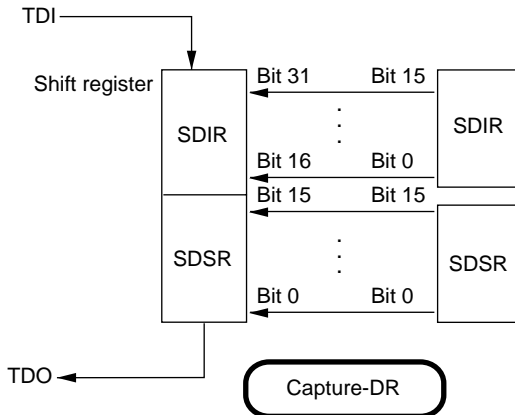 TDI
Shift register
Bit 31 Bit 15
SDIR
SDIR
Bit 16 Bit 0
Bit 15 Bit 15
SDSR
SDSR
Bit 0 Bit 0
TDO
Capture-DR